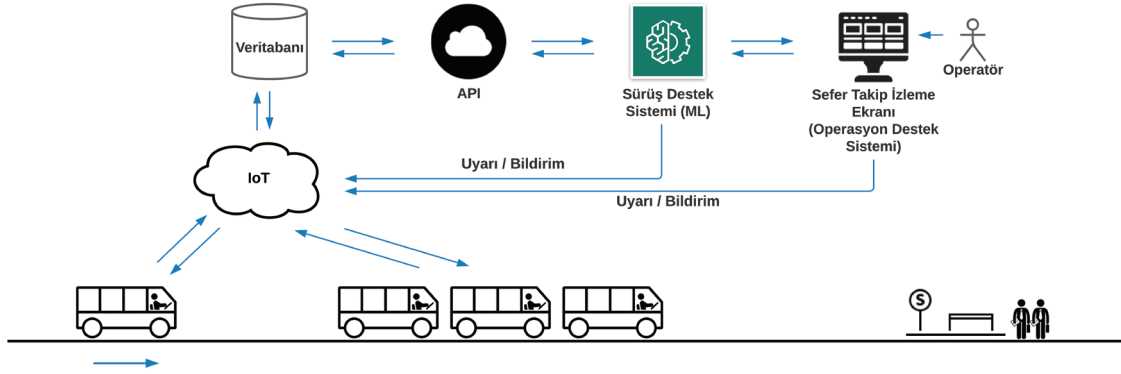 Veritabanı
API
Sürüş Destek
Sistemi (ML)
Sefer Takip İzleme
Ekranı
(Operasyon Destek
Sistemi)
Operatör
Uyarı / Bildirim
IoT
Uyarı / Bildirim
S